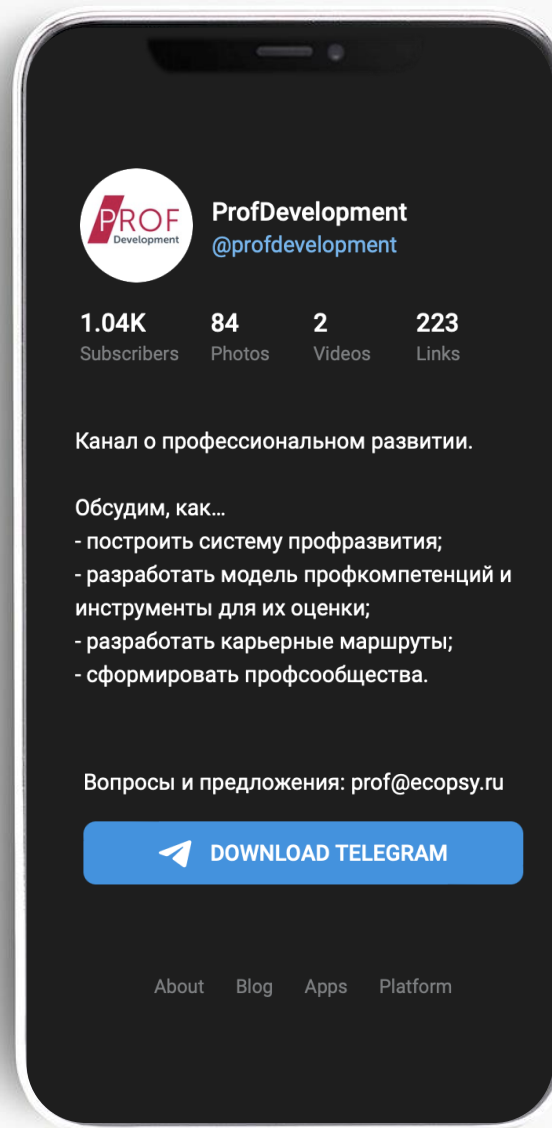 PROF
Development
ProfDevelopment
@profdevelopment
1.04K 84 2 223
Subscribers Photos Videos Links
Канал о профессиональном развитии.
Обсудим, как…
- построить систему профразвития;
- разработать модель профкомпетенций и
инструменты для их оценки;
- разработать карьерные маршруты;
- сформировать профсообщества.
Вопросы и предложения: prof@ecopsy.ru
DOWNLOAD TELEGRAM
About Blog Apps Platform